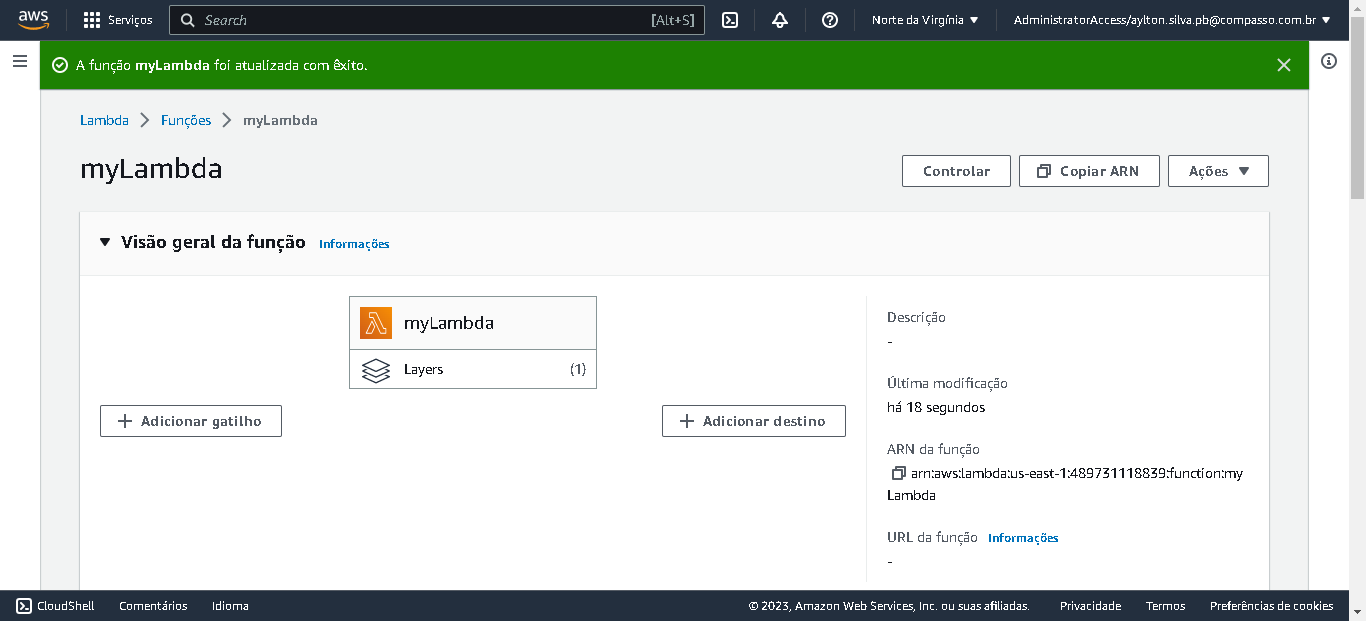 aws Serviços Search [Alt+S] Norte da Virgínia AdministratorAccess/aylton.silva.pb@compasso.com.br
A função myLambda foi atualizada com êxito.
Lambda Funções myLambda
myLambda Controlar Copiar ARN Ações
Visão geral da função Informações
myLambda
Layers (1)
Adicionar gatilho Adicionar destino
Descrição
-
Última modificação
há 18 segundos
ARN da função
arn:aws:lambda:us-east-1:489731118839:function:my
Lambda
URL da função Informações
-
CloudShell Comentários Idioma © 2023, Amazon Web Services, Inc. ou suas afiliadas. Privacidade Termos Preferências de cookies